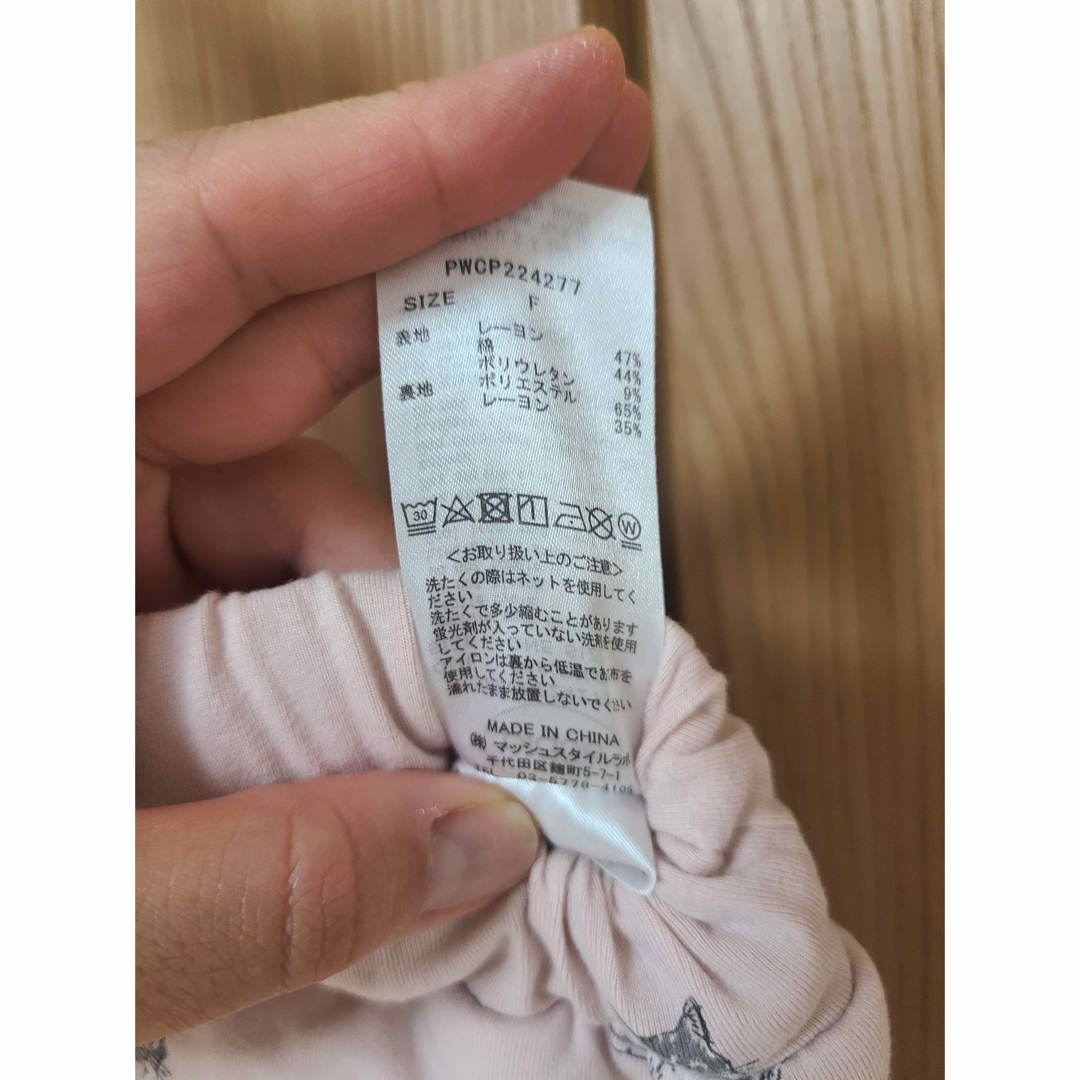 PWCP224277
SIZE F
表地 レーヨン 47%
綿 44%
ポリウレタン 9%
裏地 ポリエステル 65%
レーヨン 35%
30
W
<お取り扱い上のご注意>
洗たくの際はネットを使用してく
ださい
洗たくで多少縮むことがあります
蛍光剤が入っていない洗剤を使用
してください
アイロンは裏から低温であて布を
使用してください
濡れたまま放置しないでください
MADE IN CHINA
㈱マッシュスタイルラボ
千代田区麹町5-7-1
TEL 03-5778-4105